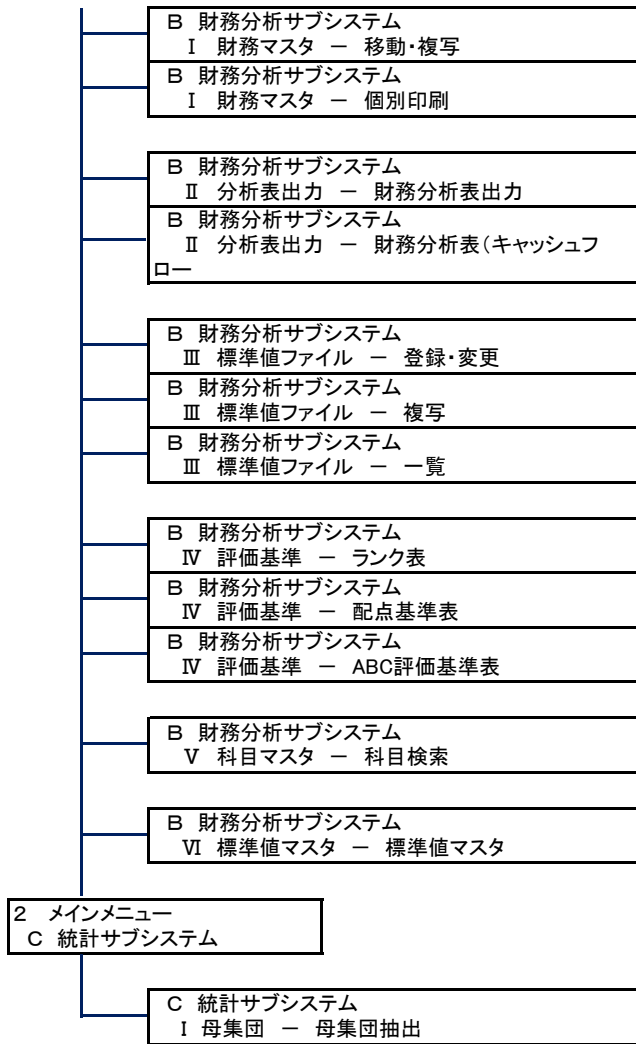 B 財務分析サブシステム
Ⅰ 財務マスタ － 移動・複写
B 財務分析サブシステム
Ⅰ 財務マスタ － 個別印刷
B 財務分析サブシステム
Ⅱ 分析表出力 － 財務分析表出力
B 財務分析サブシステム
Ⅱ 分析表出力 － 財務分析表（キャッシュフ
ロー
B 財務分析サブシステム
Ⅲ 標準値ファイル － 登録・変更
B 財務分析サブシステム
Ⅲ 標準値ファイル － 複写
B 財務分析サブシステム
Ⅲ 標準値ファイル － 一覧
B 財務分析サブシステム
Ⅳ 評価基準 － ランク表
B 財務分析サブシステム
Ⅳ 評価基準 － 配点基準表
B 財務分析サブシステム
Ⅳ 評価基準 － ABC評価基準表
B 財務分析サブシステム
Ⅴ 科目マスタ － 科目検索
B 財務分析サブシステム
Ⅵ 標準値マスタ － 標準値マスタ
2 メインメニュー
C 統計サブシステム
C 統計サブシステム
Ⅰ 母集団 － 母集団抽出